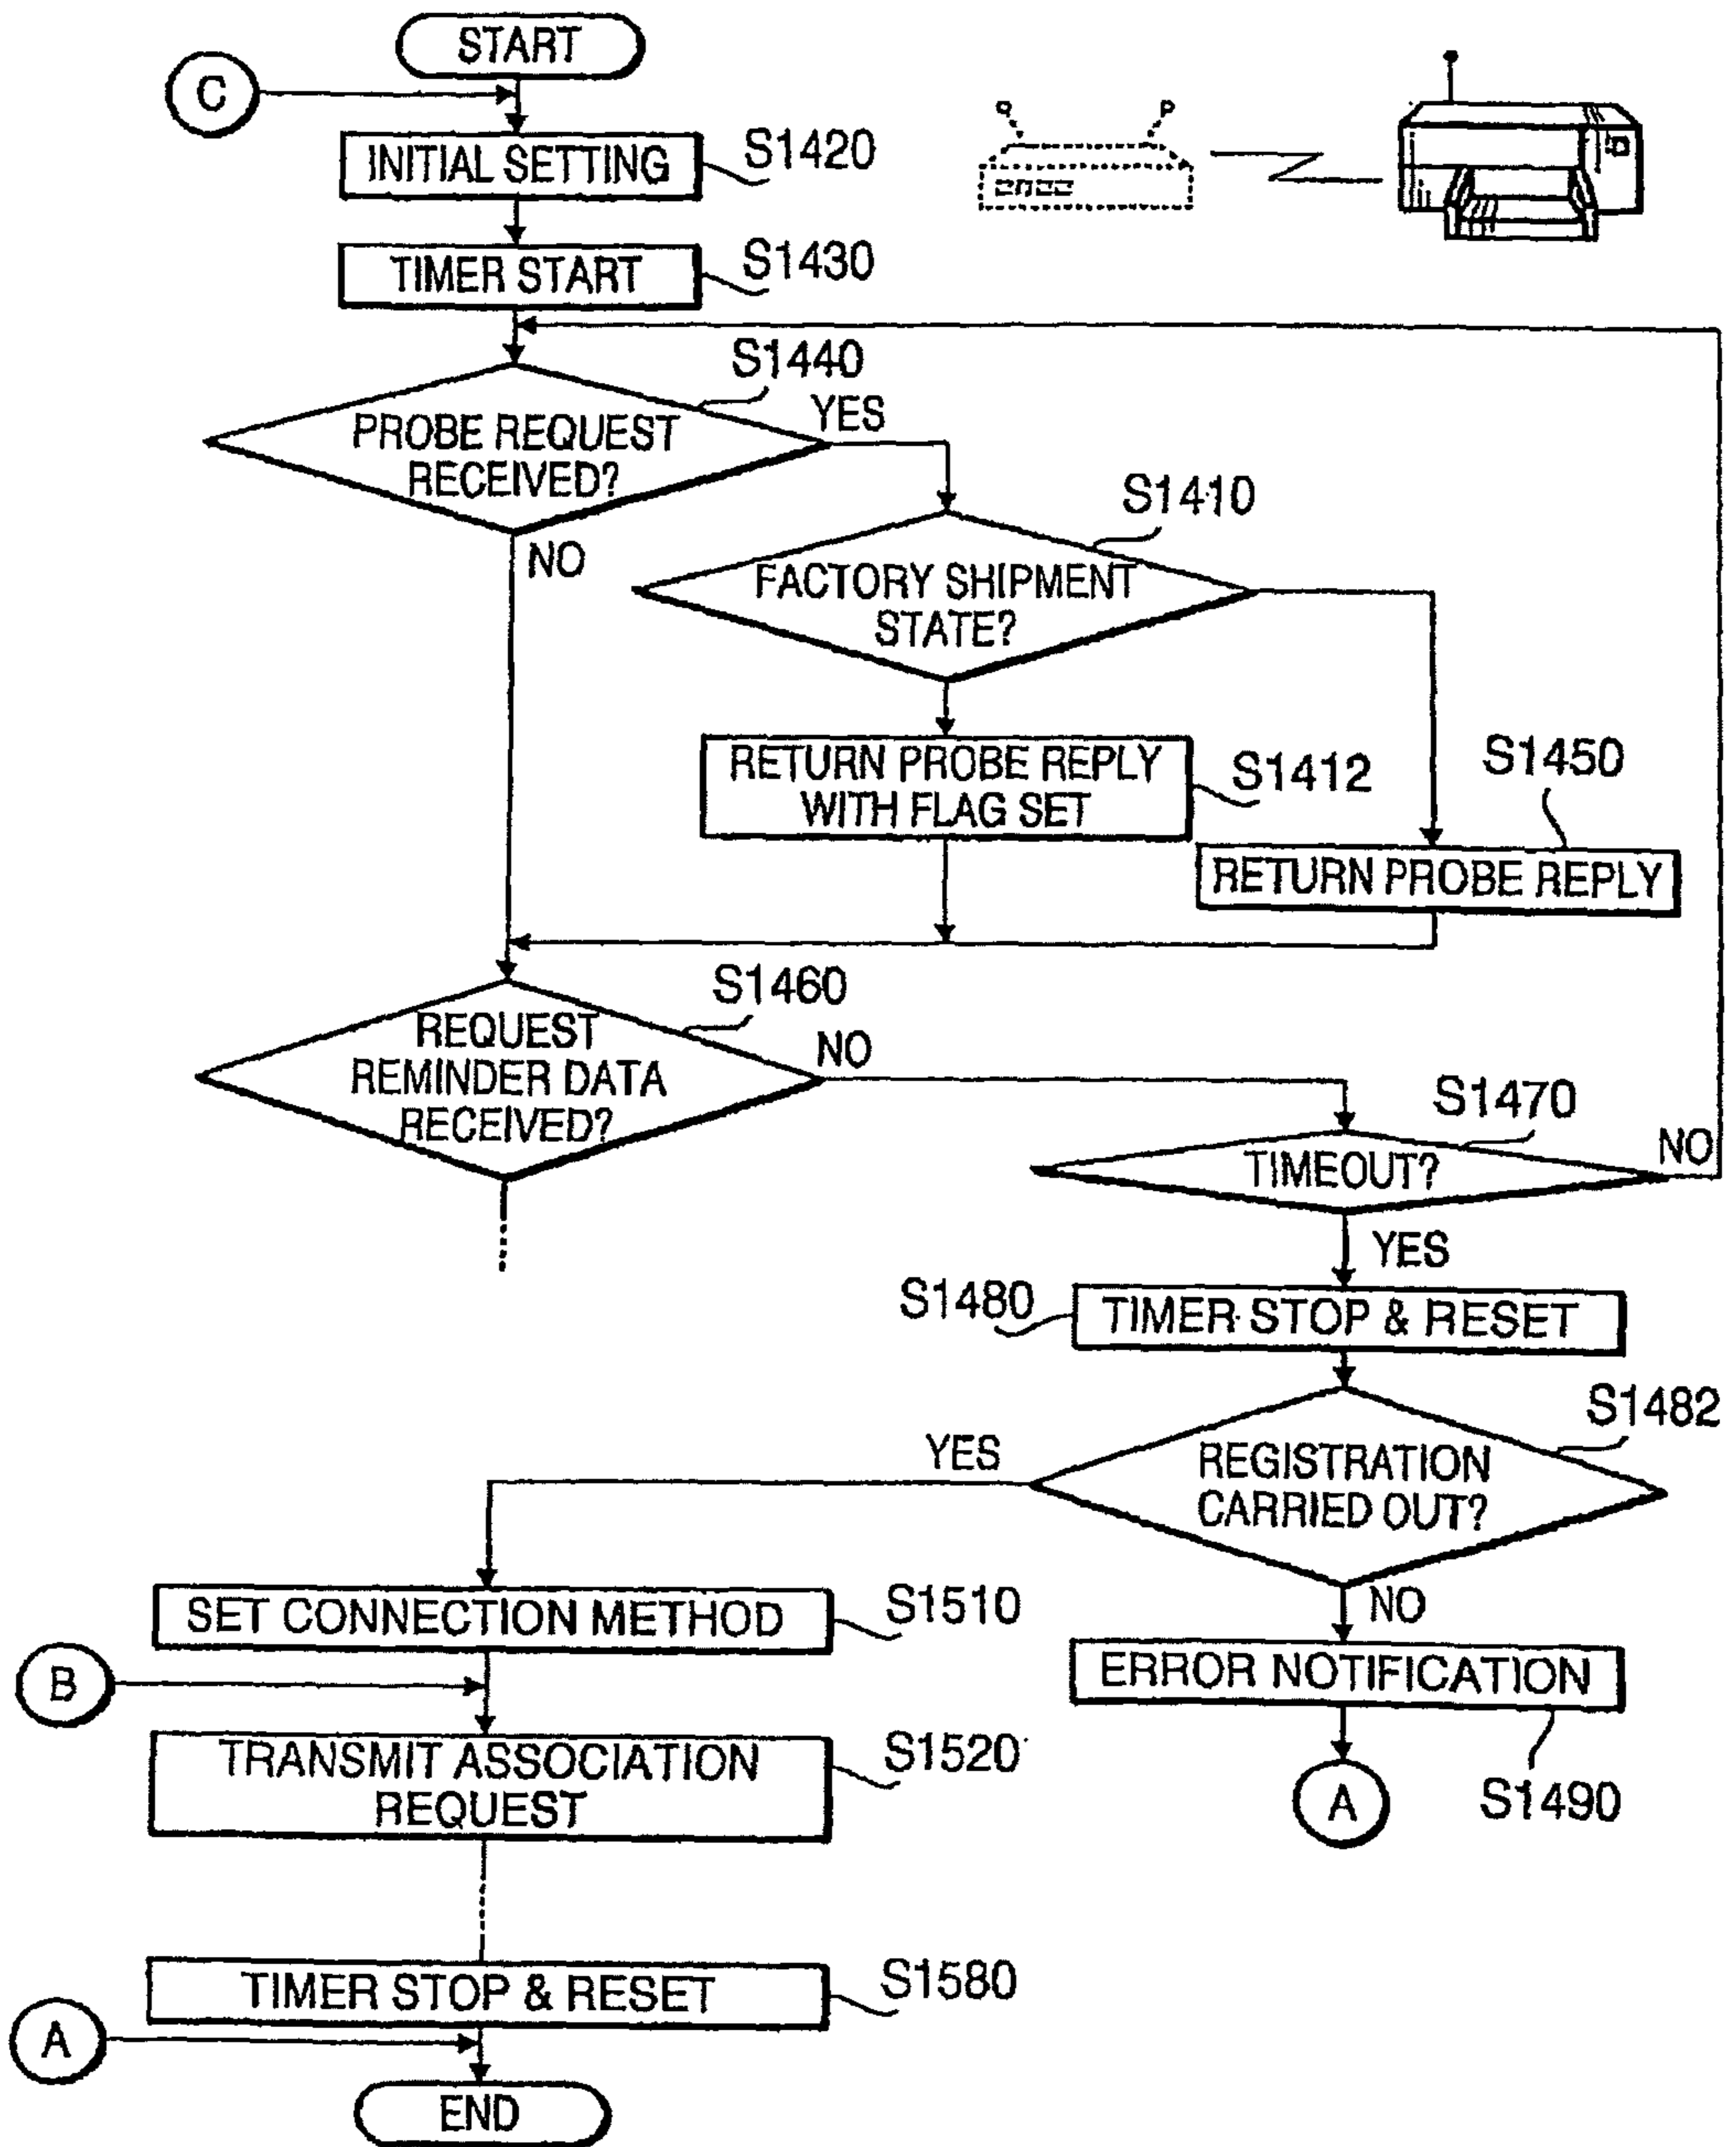 START
C
INITIAL SETTING
S1420
TIMER START
S1430
S1440
PROBE REQUEST
RECEIVED?
YES
NO
S1410
FACTORY SHIPMENT
STATE?
RETURN PROBE REPLY
WITH FLAG SET
S1412
S1450
RETURN PROBE REPLY
S1460
REQUEST
REMINDER DATA
RECEIVED?
NO
S1470
TIMEOUT?
NO
YES
S1480
TIMER STOP & RESET
S1482
REGISTRATION
CARRIED OUT?
YES
NO
SET CONNECTION METHOD
S1510
ERROR NOTIFICATION
S1490
A
B
TRANSMIT ASSOCIATION
REQUEST
S1520
TIMER STOP & RESET
S1580
A
END